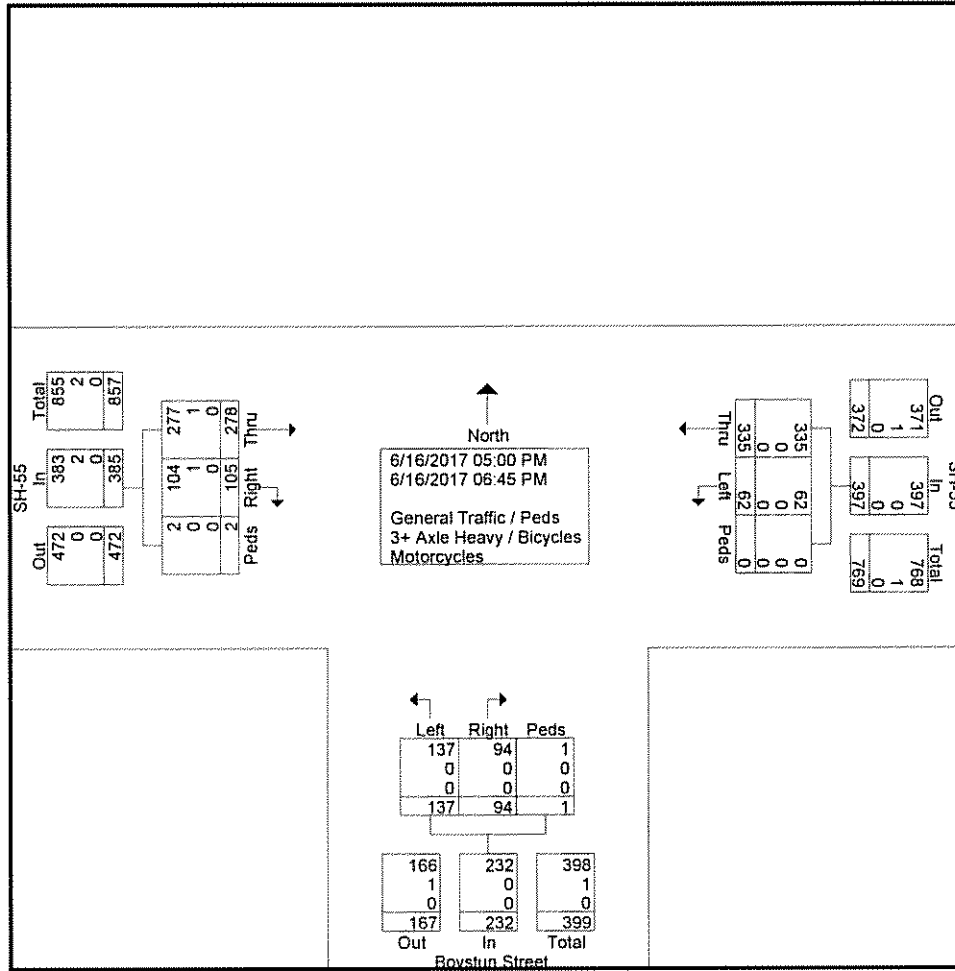 SH-55
Total
855
2
0
857
In
383
2
0
385
Out
472
0
0
472
Thru
277
1
0
278
Right
104
1
0
105
Peds
2
0
0
2
North
6/16/2017 05:00 PM
6/16/2017 06:45 PM
General Traffic / Peds
3+ Axle Heavy / Bicycles
Motorcycles
Thru
335
0
0
335
Left
62
0
0
62
Peds
0
0
0
0
Out
371
1
0
372
In
397
0
0
397
Total
768
1
0
769
Left Right Peds
137 94 1
0 0 0
0 0 0
137 94 1
166 232 398
1 0 1
0 0 0
167 232 399
Out In Total
Boystun Street